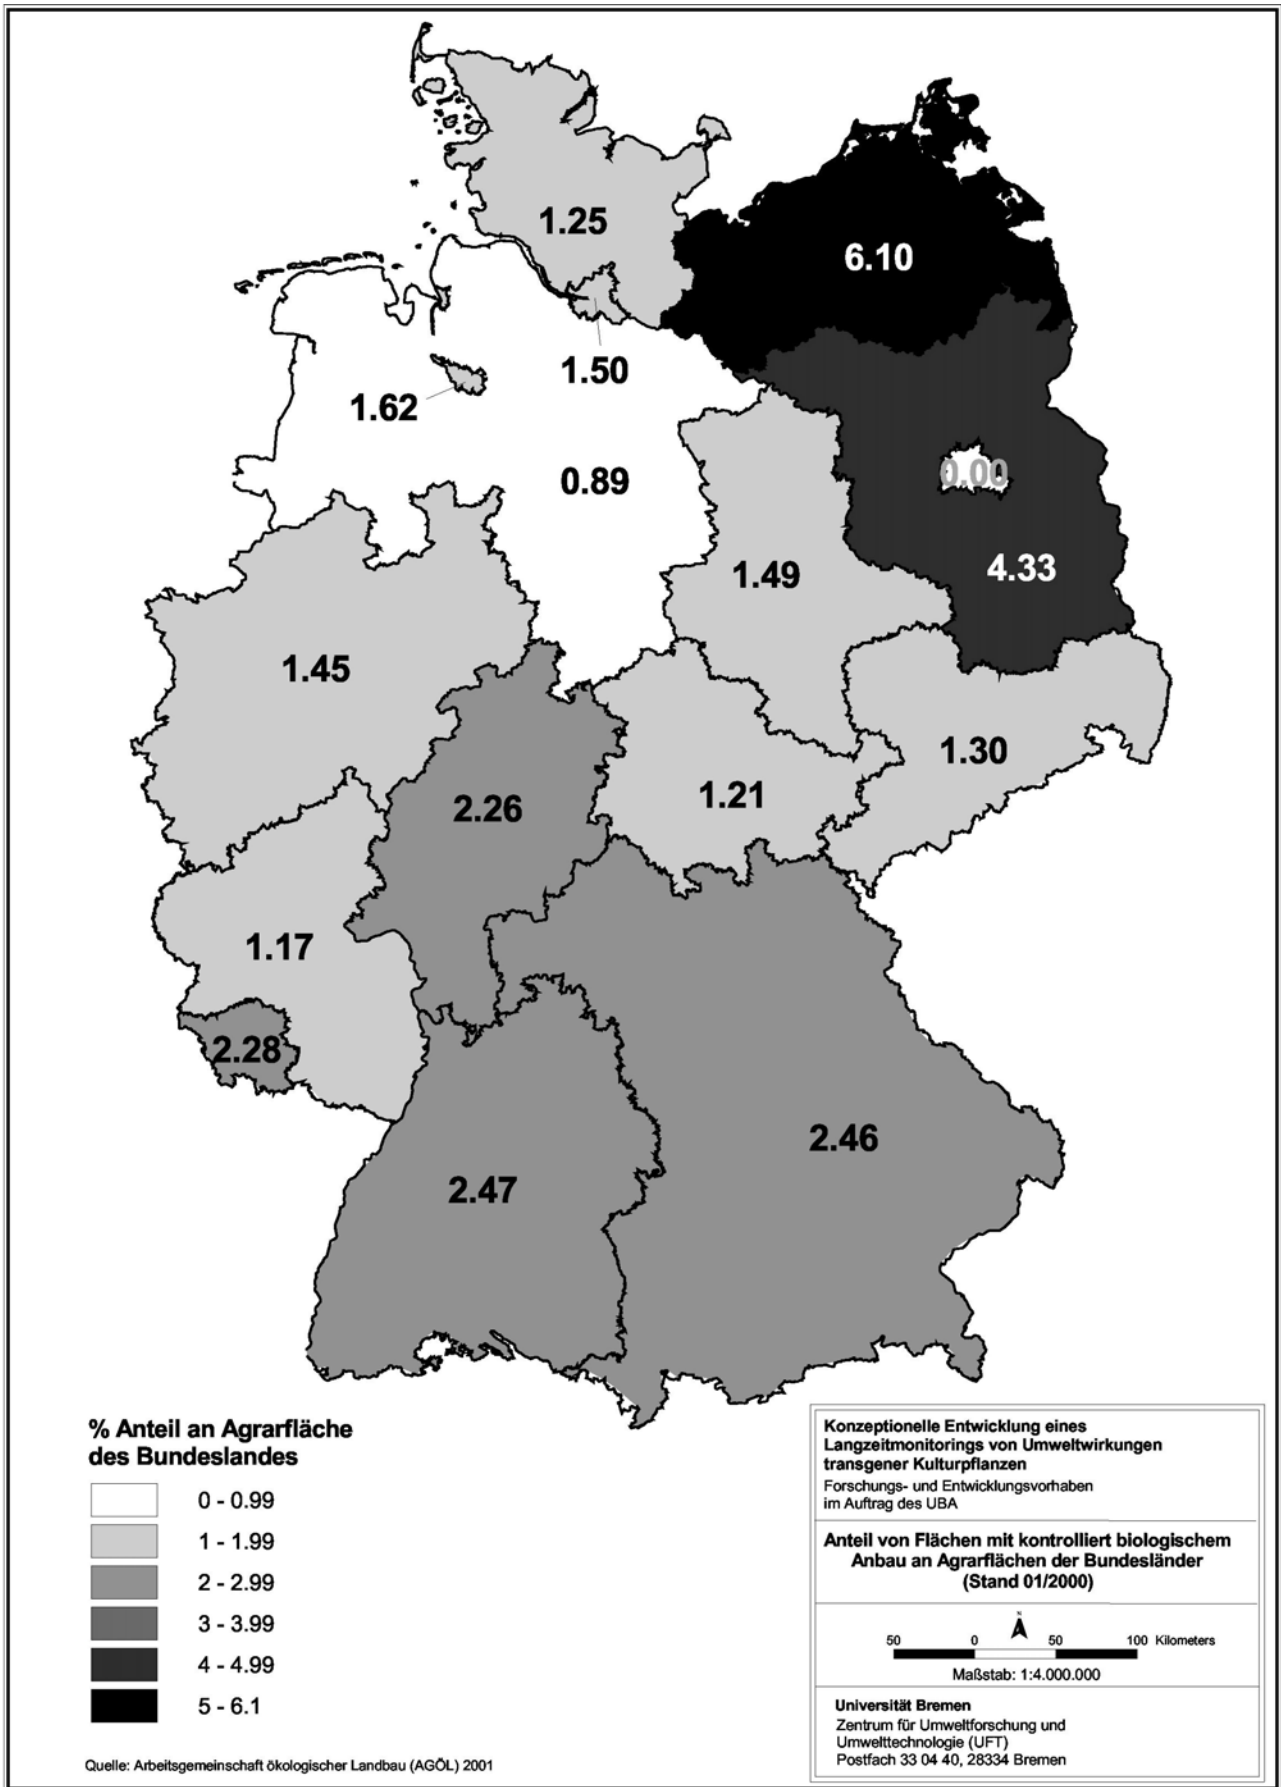 1.25
6.10
1.50
1.62
0.89
0.00
4.33
1.49
1.45
1.30
1.21
2.26
1.17
2.28
2.46
2.47
% Anteil an Agrarfläche
des Bundeslandes
0 - 0.99
1 - 1.99
2 - 2.99
3 - 3.99
4 - 4.99
5 - 6.1
Quelle: Arbeitsgemeinschaft ökologischer Landbau (AGÖL) 2001
Konzeptionelle Entwicklung eines
Langzeitmonitorings von Umweltwirkungen
transgener Kulturpflanzen
Forschungs- und Entwicklungsvorhaben
im Auftrag des UBA
Anteil von Flächen mit kontrolliert biologischem
Anbau an Agrarflächen der Bundesländer
(Stand 01/2000)
N
50 0 50 100 Kilometers
Maßstab: 1:4.000.000
Universität Bremen
Zentrum für Umweltforschung und
Umwelttechnologie (UFT)
Postfach 33 04 40, 28334 Bremen